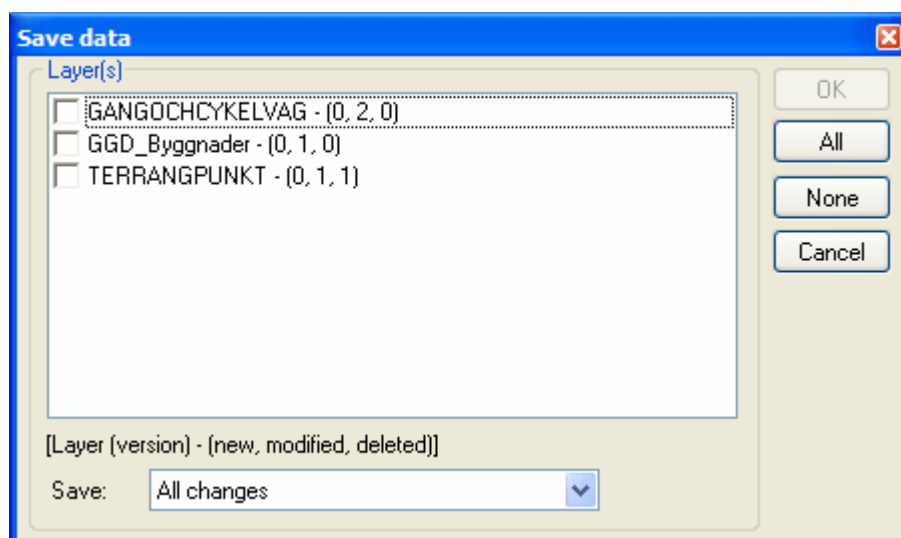 Save data
Layer(s)
GANGOCHCYKELVAG - (0, 2, 0)
GGD_Byggnader - (0, 1, 0)
TERRANGPUNKT - (0, 1, 1)
[Layer (version) - (new, modified, deleted)]
Save: All changes
OK
All
None
Cancel